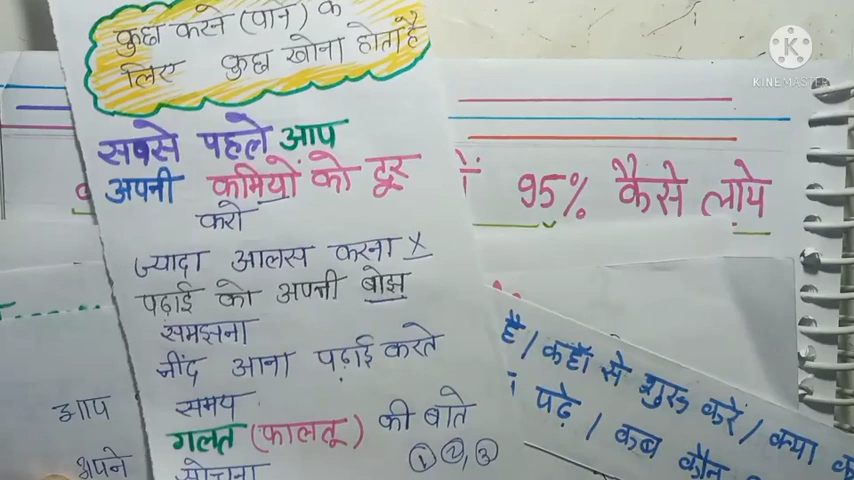 कुछ करने (पाने) के
लिए कुछ खोना होता है
सबसे पहले आप
अपनी कमियों को दूर
करो
ज्यादा आलस करना X
पढ़ाई को अपनी बोझ
समझना
नींद आना पढ़ाई करते
समय
गलत (फालतू) की बाते
सोचना
1 2, 3
में 95% कैसे लाये
है / कहाँ से शुरू करें / क्या
पढ़े / कब कौन
आप
अपने
KINEMASTER